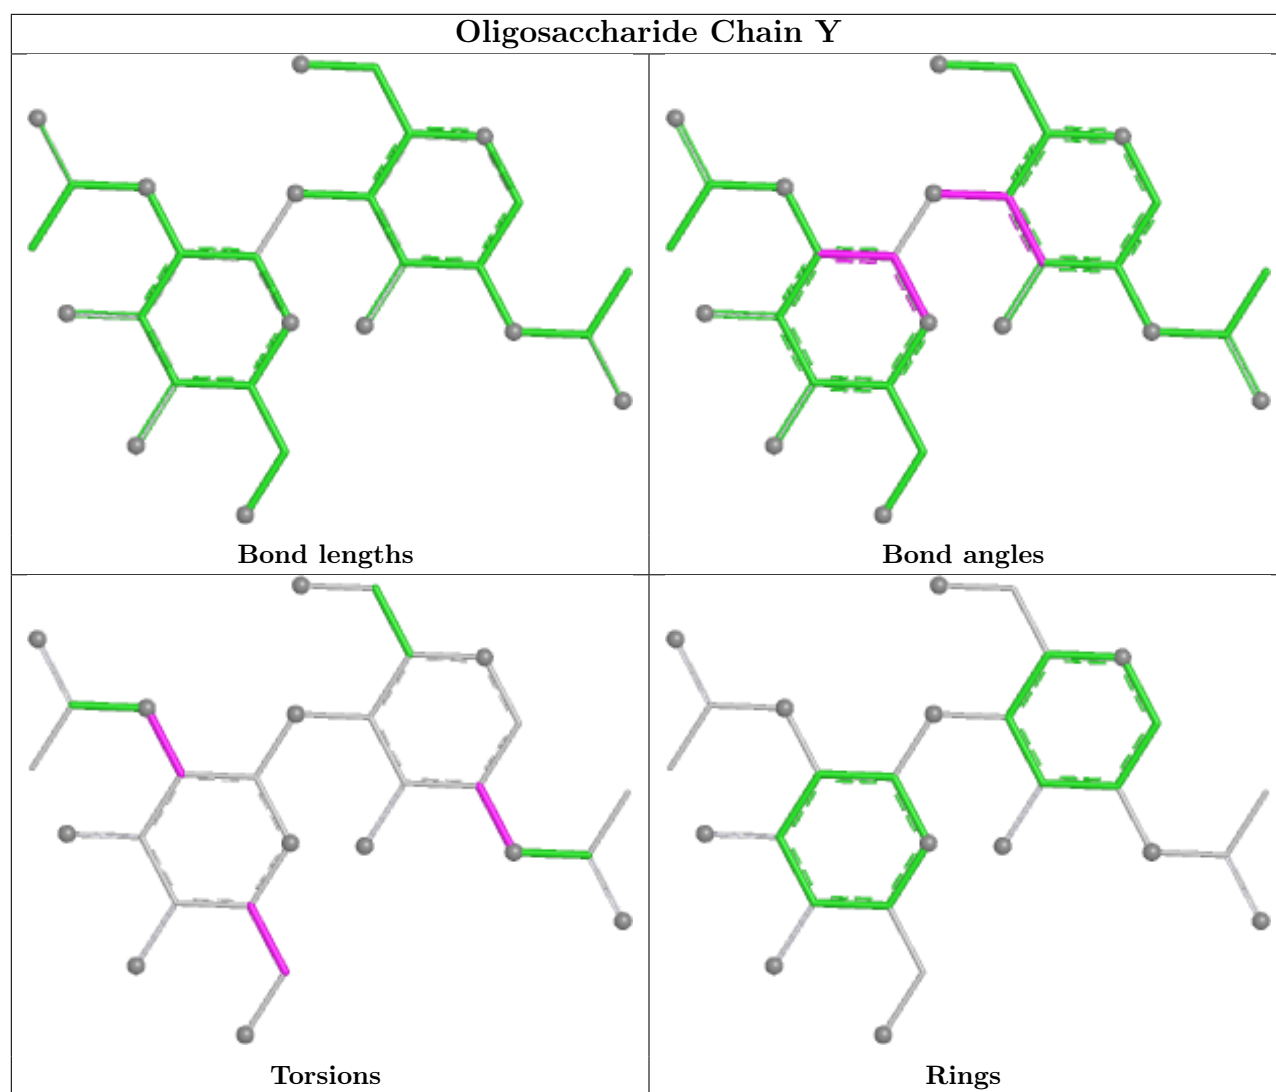 Oligosaccharide Chain Y
Bond lengths
Bond angles
Torsions
Rings